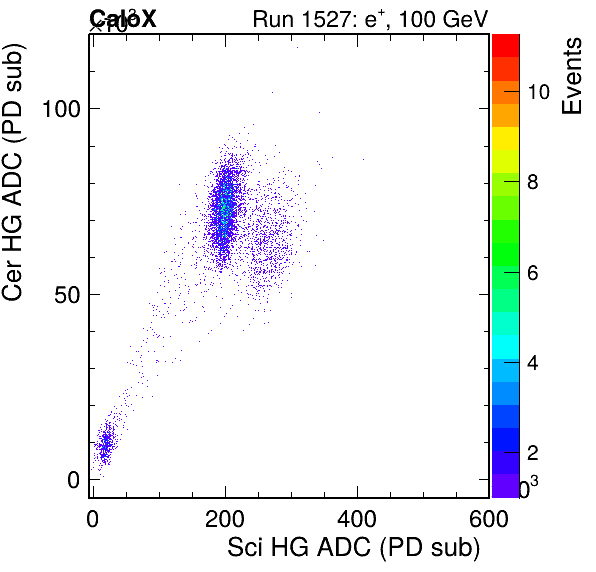 CaloX Run 1527: e⁺, 100 GeV
×10³
Events
Cer HG ADC (PD sub)
100
50
0
10
8
6
4
2
0 200 400 600
Sci HG ADC (PD sub)